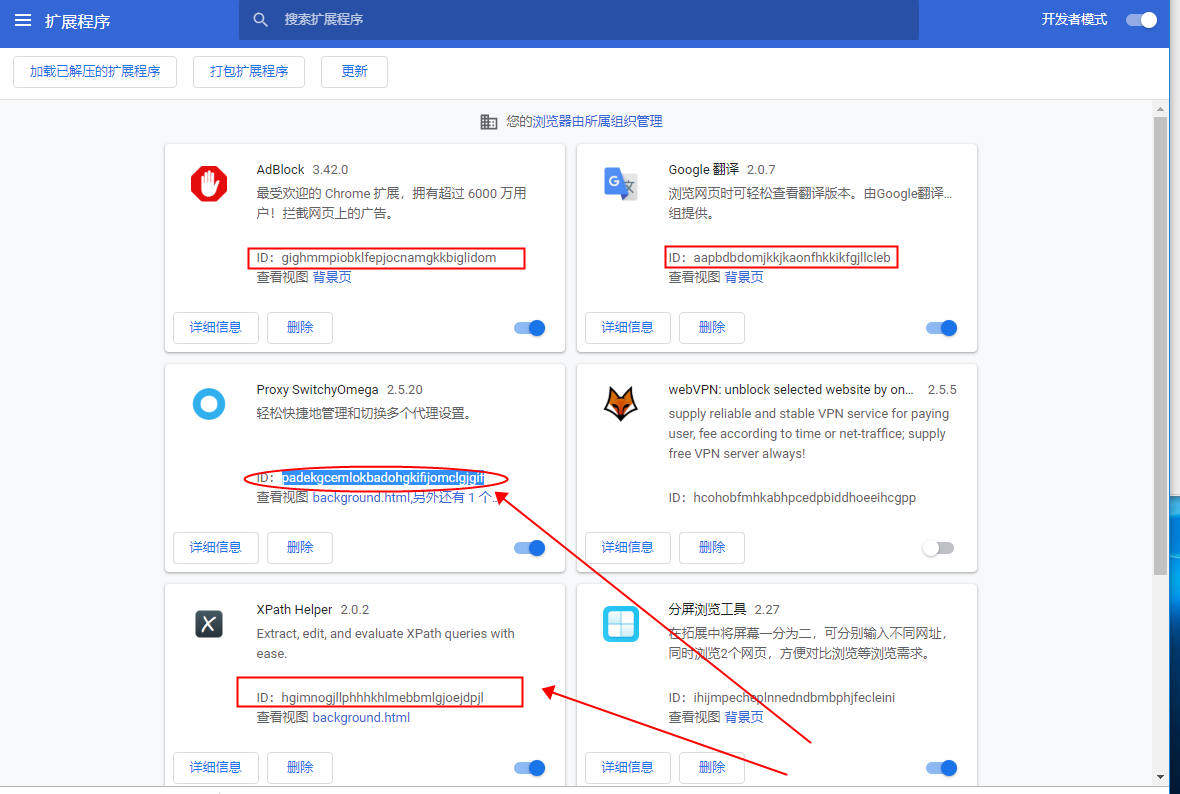 扩展程序
搜索扩展程序
开发者模式
加载已解压的扩展程序
打包扩展程序
更新
您的浏览器由所属组织管理
AdBlock 3.42.0
最受欢迎的 Chrome 扩展，拥有超过 6000 万用
户！拦截网页上的广告。
ID：gighmmpiobklfepjocnamgkkbiglidom
查看视图 背景页
详细信息
删除
Google 翻译 2.0.7
浏览网页时可轻松查看翻译版本。由Google翻译...
组提供。
ID：aapbdbdomjkkjkaonfhkkikfgjllcleb
查看视图 背景页
详细信息
删除
Proxy SwitchyOmega 2.5.20
轻松快捷地管理和切换多个代理设置。
ID：padekgcemlokbadohgkifijomclgjgif
查看视图 background.html,另外还有 1 个...
详细信息
删除
webVPN: unblock selected website by on... 2.5.5
supply reliable and stable VPN service for paying
user, fee according to time or net-traffice; supply
free VPN server always!
ID：hcohobfmhkabhpcedpbiddhoeeihcgpp
详细信息
删除
XPath Helper 2.0.2
Extract, edit, and evaluate XPath queries with
ease.
ID：hgimnogjllphhhkhlmebbmlgjoejdpjl
查看视图 background.html
详细信息
删除
分屏浏览工具 2.27
在拓展中将屏幕一分为二，可分别输入不同网址，
同时浏览2个网页，方便对比浏览等浏览需求。
ID：ihijmpecheplnnedndbmbphjfecleini
查看视图 背景页
详细信息
删除